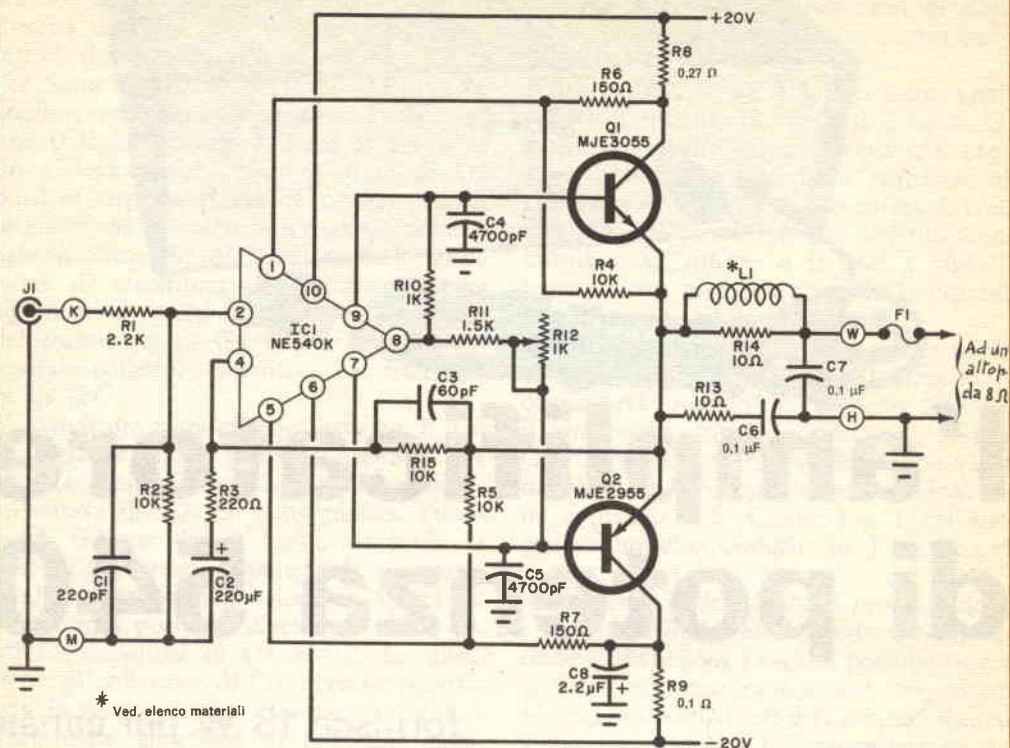 +20V
R8
0,27 Ω
R6
150Ω
Q1
MJE3055
1
10
C4
4700pF
9
R4
10K
*L1
J1
K
R1
2.2K
2
R10
1K
R11
1.5K
R12
1K
8
IC1
NE540K
4
7
6
5
R14
10Ω
W
F1
C7
0,1 µF
Ad un
altop.
da 8Ω
C3
60pF
R13
10Ω
C6
0,1 µF
H
R15
10K
R5
10K
Q2
MJE2955
R2
10K
R3
220Ω
C1
220pF
+
C2
220µF
C5
4700pF
R7
150Ω
M
C8
2.2µF
+
R9
0,1 Ω
* Ved. elenco materiali
-20V